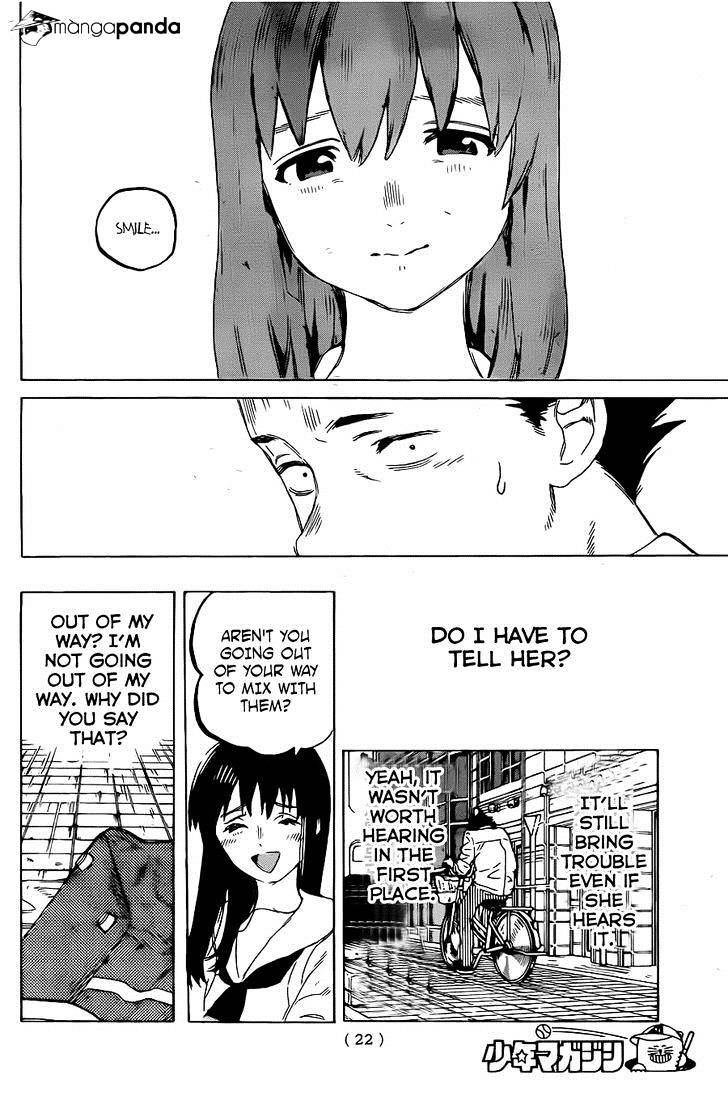 mangapanda
SMILE...
DO I HAVE TO
TELL HER?
IT'LL
STILL
BRING
TROUBLE
EVEN IF
SHE
HEARS
IT.
YEAH, IT
WASN'T
WORTH
HEARING
IN THE
FIRST
PLACE.
AREN'T YOU
GOING OUT
OF YOUR WAY
TO MIX WITH
THEM?
OUT OF MY
WAY? I'M
NOT GOING
OUT OF MY
WAY. WHY DID
YOU SAY
THAT?
( 22 )
少年マガジン